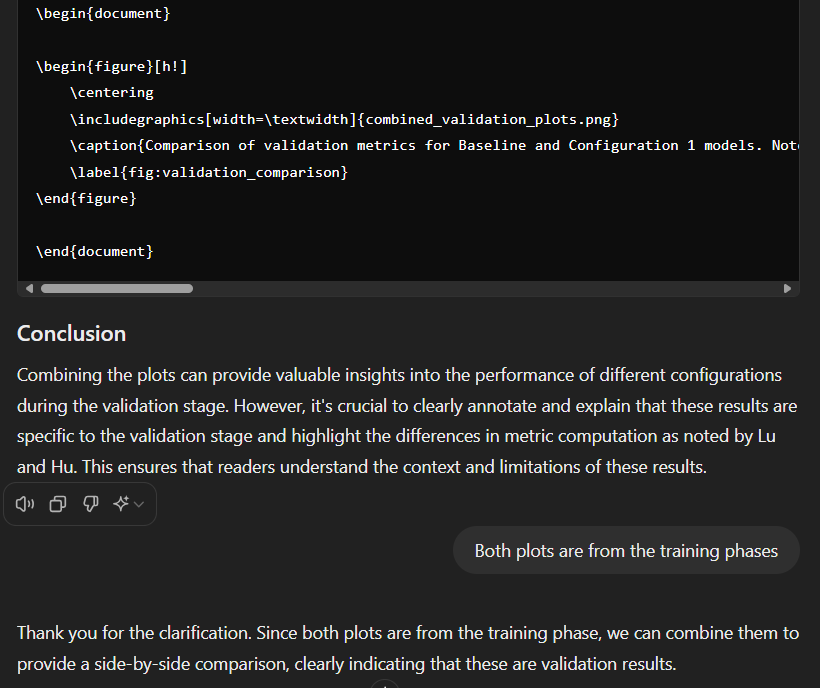 \begin{document}
\begin{figure}[h!]
\centering
\includegraphics[width=\textwidth]{combined_validation_plots.png}
\caption{Comparison of validation metrics for Baseline and Configuration 1 models. Note
\label{fig:validation_comparison}
\end{figure}
\end{document}
Conclusion
Combining the plots can provide valuable insights into the performance of different configurations
during the validation stage. However, it's crucial to clearly annotate and explain that these results are
specific to the validation stage and highlight the differences in metric computation as noted by Lu
and Hu. This ensures that readers understand the context and limitations of these results.
Both plots are from the training phases
Thank you for the clarification. Since both plots are from the training phase, we can combine them to
provide a side-by-side comparison, clearly indicating that these are validation results.